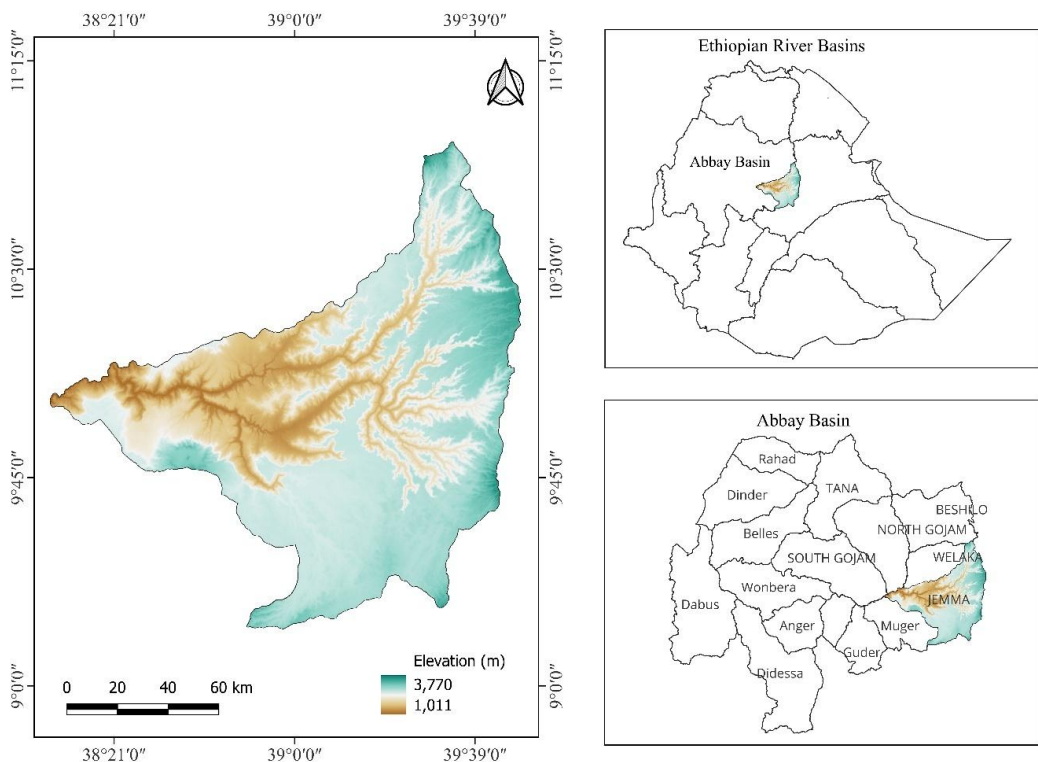 38°21′0″
39°0′0″
39°39′0″
11°15′0″
10°30′0″
9°45′0″
9°0′0″
11°15′0″
10°30′0″
9°45′0″
9°0′0″
Elevation (m)
3,770
1,011
0 20 40 60 km
38°21′0″
39°0′0″
39°39′0″
Ethiopian River Basins
Abbay Basin
Abbay Basin
Rahad
Dinder
TANA
BESHILO
Belles
NORTH GOJAM
SOUTH GOJAM
WELAKA
Wonbera
JEMMA
Dabus
Anger
Muger
Guder
Didessa